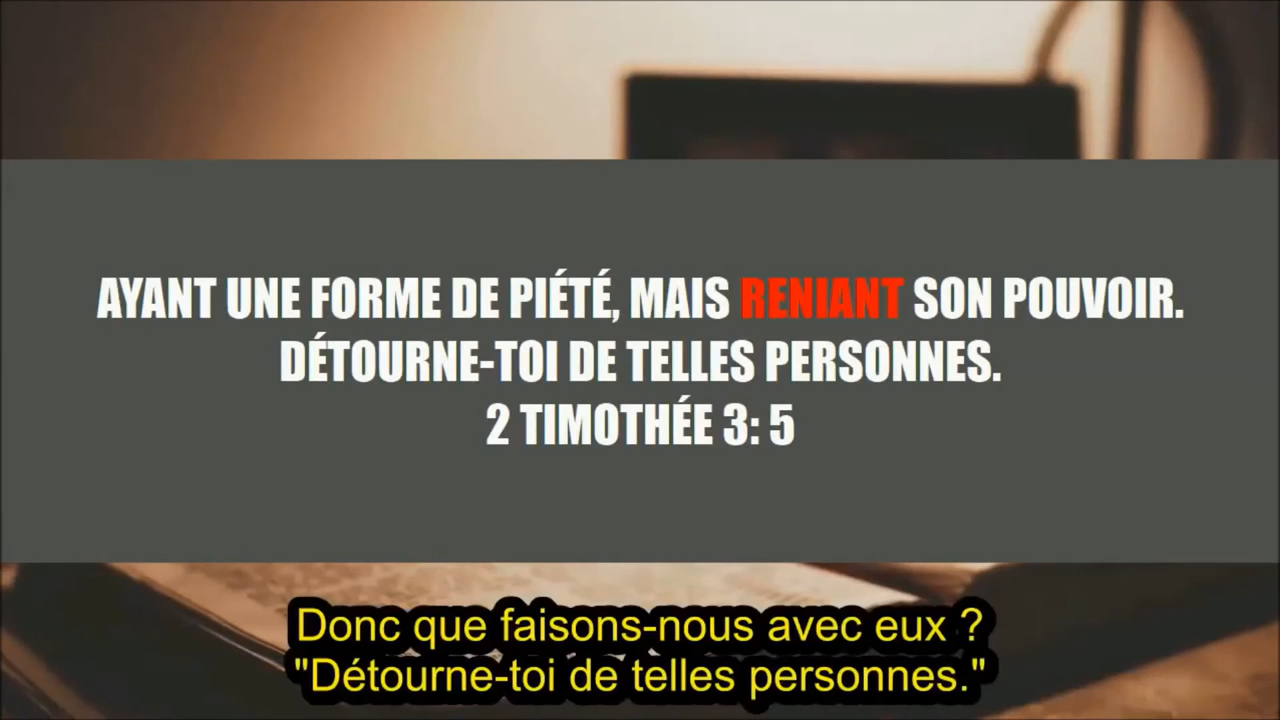 AYANT UNE FORME DE PIÉTÉ, MAIS RENIANT SON POUVOIR.
DÉTOURNE-TOI DE TELLES PERSONNES.
2 TIMOTHÉE 3: 5
Donc que faisons-nous avec eux ?
"Détourne-toi de telles personnes."